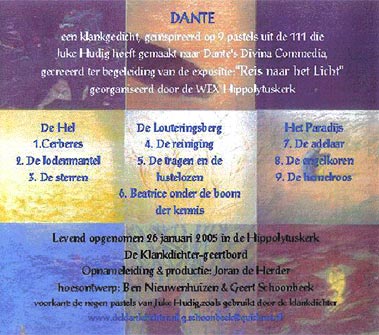 DANTE
een klankgedicht, geïnspireerd op 9 pastels uit de 111 die
Juke Hudig heeft gemaakt naar Dante's Divina Commedia,
gecreeerd ter begeleiding van de expositie: "Reis naar het Licht"
georganiseerd door de WEX Hippolytuskerk
De Hel
1.Cerberes
2. De lodenmantel
3. De sterren
De Louteringsberg
4. De reiniging
5. De tragen en de
lustelozen
6. Beatrice onder de boom
der kennis
Het Paradijs
7. De adelaar
8. De engelkoren
9. De hemelroos
Levend opgenomen 26 januari 2005 in de Hippolytuskerk
De Klankdichter-geertbord
Opnameleiding & productie: Joran de Herder
hoesontwerp: Ben Nieuwenhuizen & Geert Schoonbeek
voorkant: de negen pastels van Juke Hudig, zoals gebruikt door de klankdichter